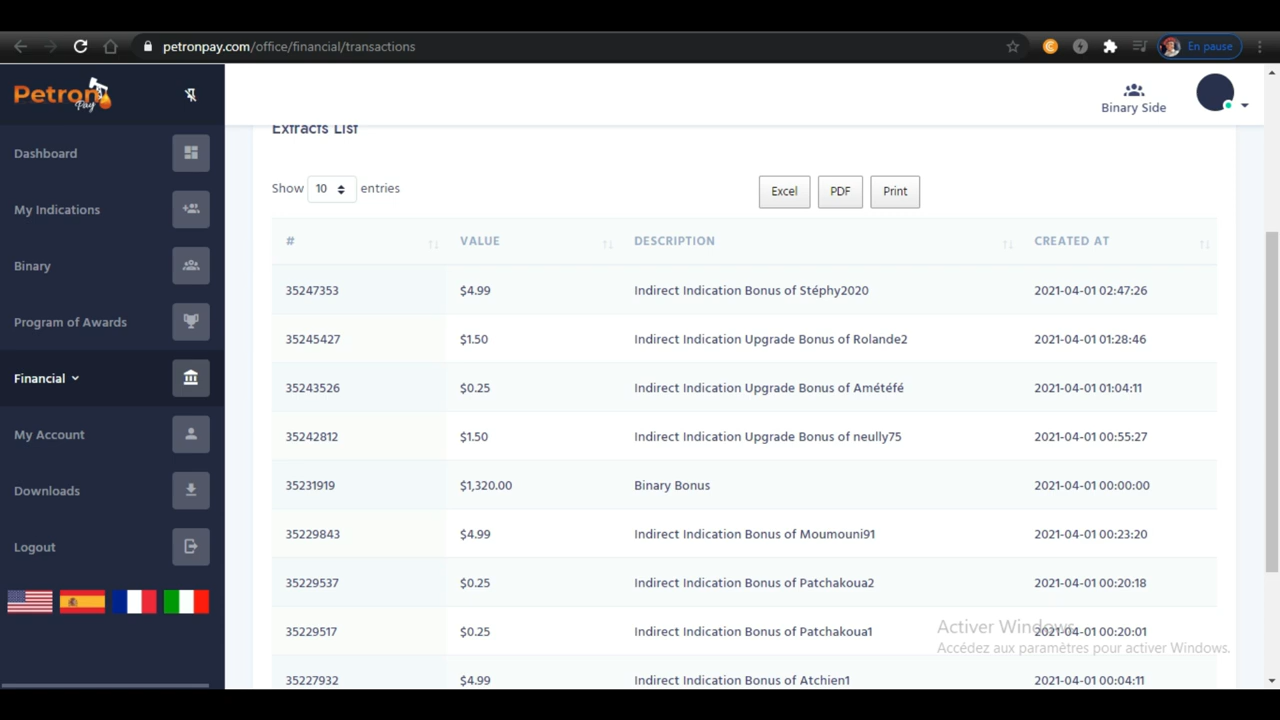 petronpay.com/office/financial/transactions
En pause
Petron
Pay
Binary Side
Dashboard
My Indications
Binary
Program of Awards
Financial
My Account
Downloads
Logout
Extracts List
Show 10 entries
Excel PDF Print
# VALUE DESCRIPTION CREATED AT
35247353 $4.99 Indirect Indication Bonus of Stéphy2020 2021-04-01 02:47:26
35245427 $1.50 Indirect Indication Upgrade Bonus of Rolande2 2021-04-01 01:28:46
35243526 $0.25 Indirect Indication Upgrade Bonus of Amétéfé 2021-04-01 01:04:11
35242812 $1.50 Indirect Indication Upgrade Bonus of neully75 2021-04-01 00:55:27
35231919 $1,320.00 Binary Bonus 2021-04-01 00:00:00
35229843 $4.99 Indirect Indication Bonus of Moumouni91 2021-04-01 00:23:20
35229537 $0.25 Indirect Indication Bonus of Patchakoua2 2021-04-01 00:20:18
35229517 $0.25 Indirect Indication Bonus of Patchakoua1 2021-04-01 00:20:01
35227932 $4.99 Indirect Indication Bonus of Atchien1 2021-04-01 00:04:11
Activer Windows
Accédez aux paramètres pour activer Windows.